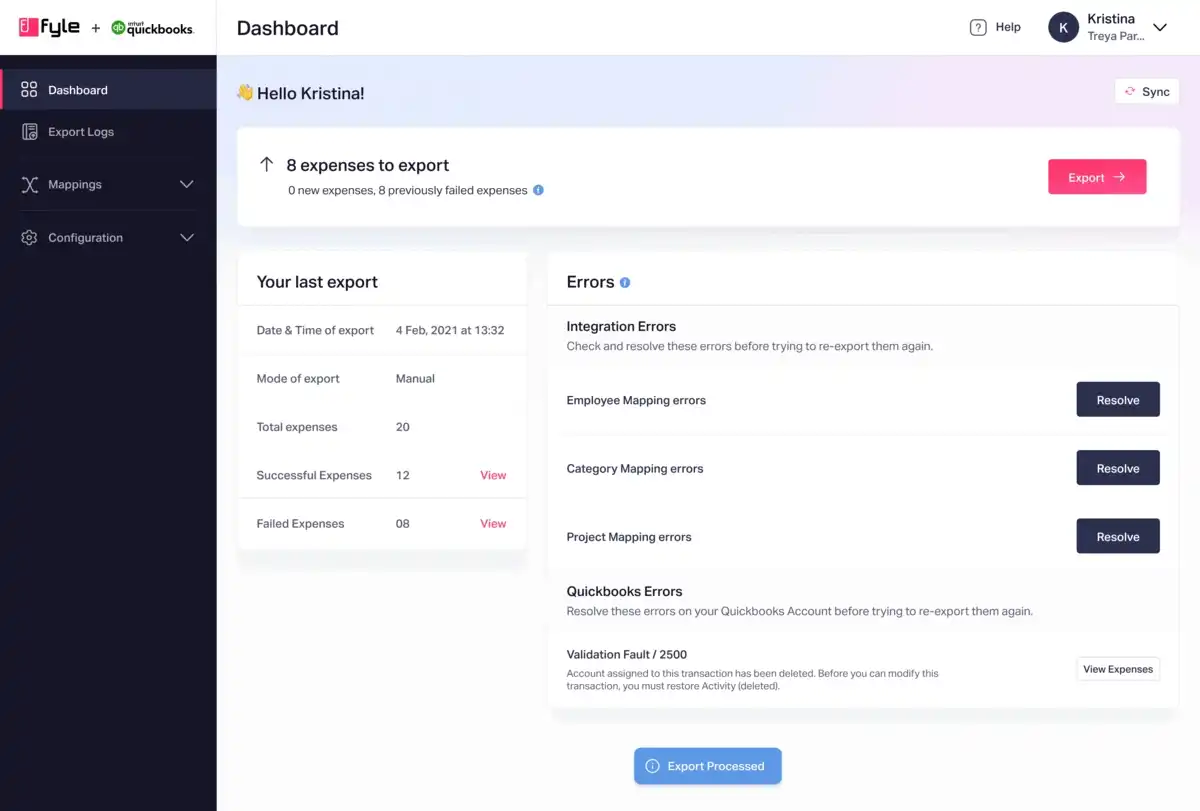 Fyle + intuit quickbooks.
Dashboard
Help
K
Kristina
Treya Par...
Dashboard
Export Logs
Mappings
Configuration
👋 Hello Kristina!
Sync
8 expenses to export
0 new expenses, 8 previously failed expenses
Export →
Your last export
Date & Time of export 4 Feb, 2021 at 13:32
Mode of export Manual
Total expenses 20
Successful Expenses 12 View
Failed Expenses 08 View
Errors
Integration Errors
Check and resolve these errors before trying to re-export them again.
Employee Mapping errors Resolve
Category Mapping errors Resolve
Project Mapping errors Resolve
Quickbooks Errors
Resolve these errors on your Quickbooks Account before trying to re-export them again.
Validation Fault / 2500
Account assigned to this transaction has been deleted. Before you can modify this
transaction, you must restore Activity (deleted).
View Expenses
Export Processed